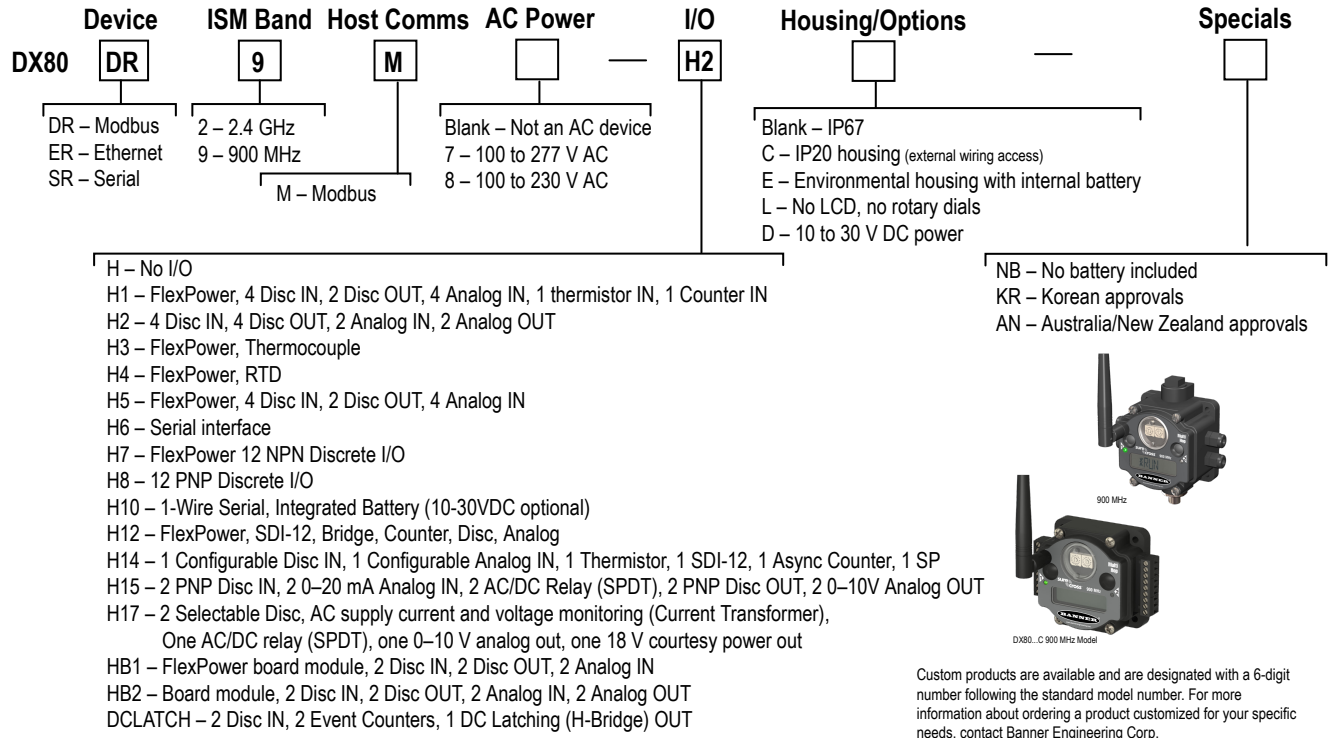 Device ISM Band Host Comms AC Power I/O Housing/Options Specials
DX80 DR 9 M — H2 —
DR – Modbus
ER – Ethernet
SR – Serial
2 – 2.4 GHz
9 – 900 MHz
M – Modbus
Blank – Not an AC device
7 – 100 to 277 V AC
8 – 100 to 230 V AC
Blank – IP67
C – IP20 housing (external wiring access)
E – Environmental housing with internal battery
L – No LCD, no rotary dials
D – 10 to 30 V DC power
H – No I/O
H1 – FlexPower, 4 Disc IN, 2 Disc OUT, 4 Analog IN, 1 thermistor IN, 1 Counter IN
H2 – 4 Disc IN, 4 Disc OUT, 2 Analog IN, 2 Analog OUT
H3 – FlexPower, Thermocouple
H4 – FlexPower, RTD
H5 – FlexPower, 4 Disc IN, 2 Disc OUT, 4 Analog IN
H6 – Serial interface
H7 – FlexPower 12 NPN Discrete I/O
H8 – 12 PNP Discrete I/O
H10 – 1-Wire Serial, Integrated Battery (10-30VDC optional)
H12 – FlexPower, SDI-12, Bridge, Counter, Disc, Analog
H14 – 1 Configurable Disc IN, 1 Configurable Analog IN, 1 Thermistor, 1 SDI-12, 1 Async Counter, 1 SP
H15 – 2 PNP Disc IN, 2 0–20 mA Analog IN, 2 AC/DC Relay (SPDT), 2 PNP Disc OUT, 2 0–10V Analog OUT
H17 – 2 Selectable Disc, AC supply current and voltage monitoring (Current Transformer),
One AC/DC relay (SPDT), one 0–10 V analog out, one 18 V courtesy power out
HB1 – FlexPower board module, 2 Disc IN, 2 Disc OUT, 2 Analog IN
HB2 – Board module, 2 Disc IN, 2 Disc OUT, 2 Analog IN, 2 Analog OUT
DCLATCH – 2 Disc IN, 2 Event Counters, 1 DC Latching (H-Bridge) OUT
NB – No battery included
KR – Korean approvals
AN – Australia/New Zealand approvals
BANNER
900 MHz
BANNER
DX80...C 900 MHz Model
Custom products are available and are designated with a 6-digit
number following the standard model number. For more
information about ordering a product customized for your specific
needs, contact Banner Engineering Corp.